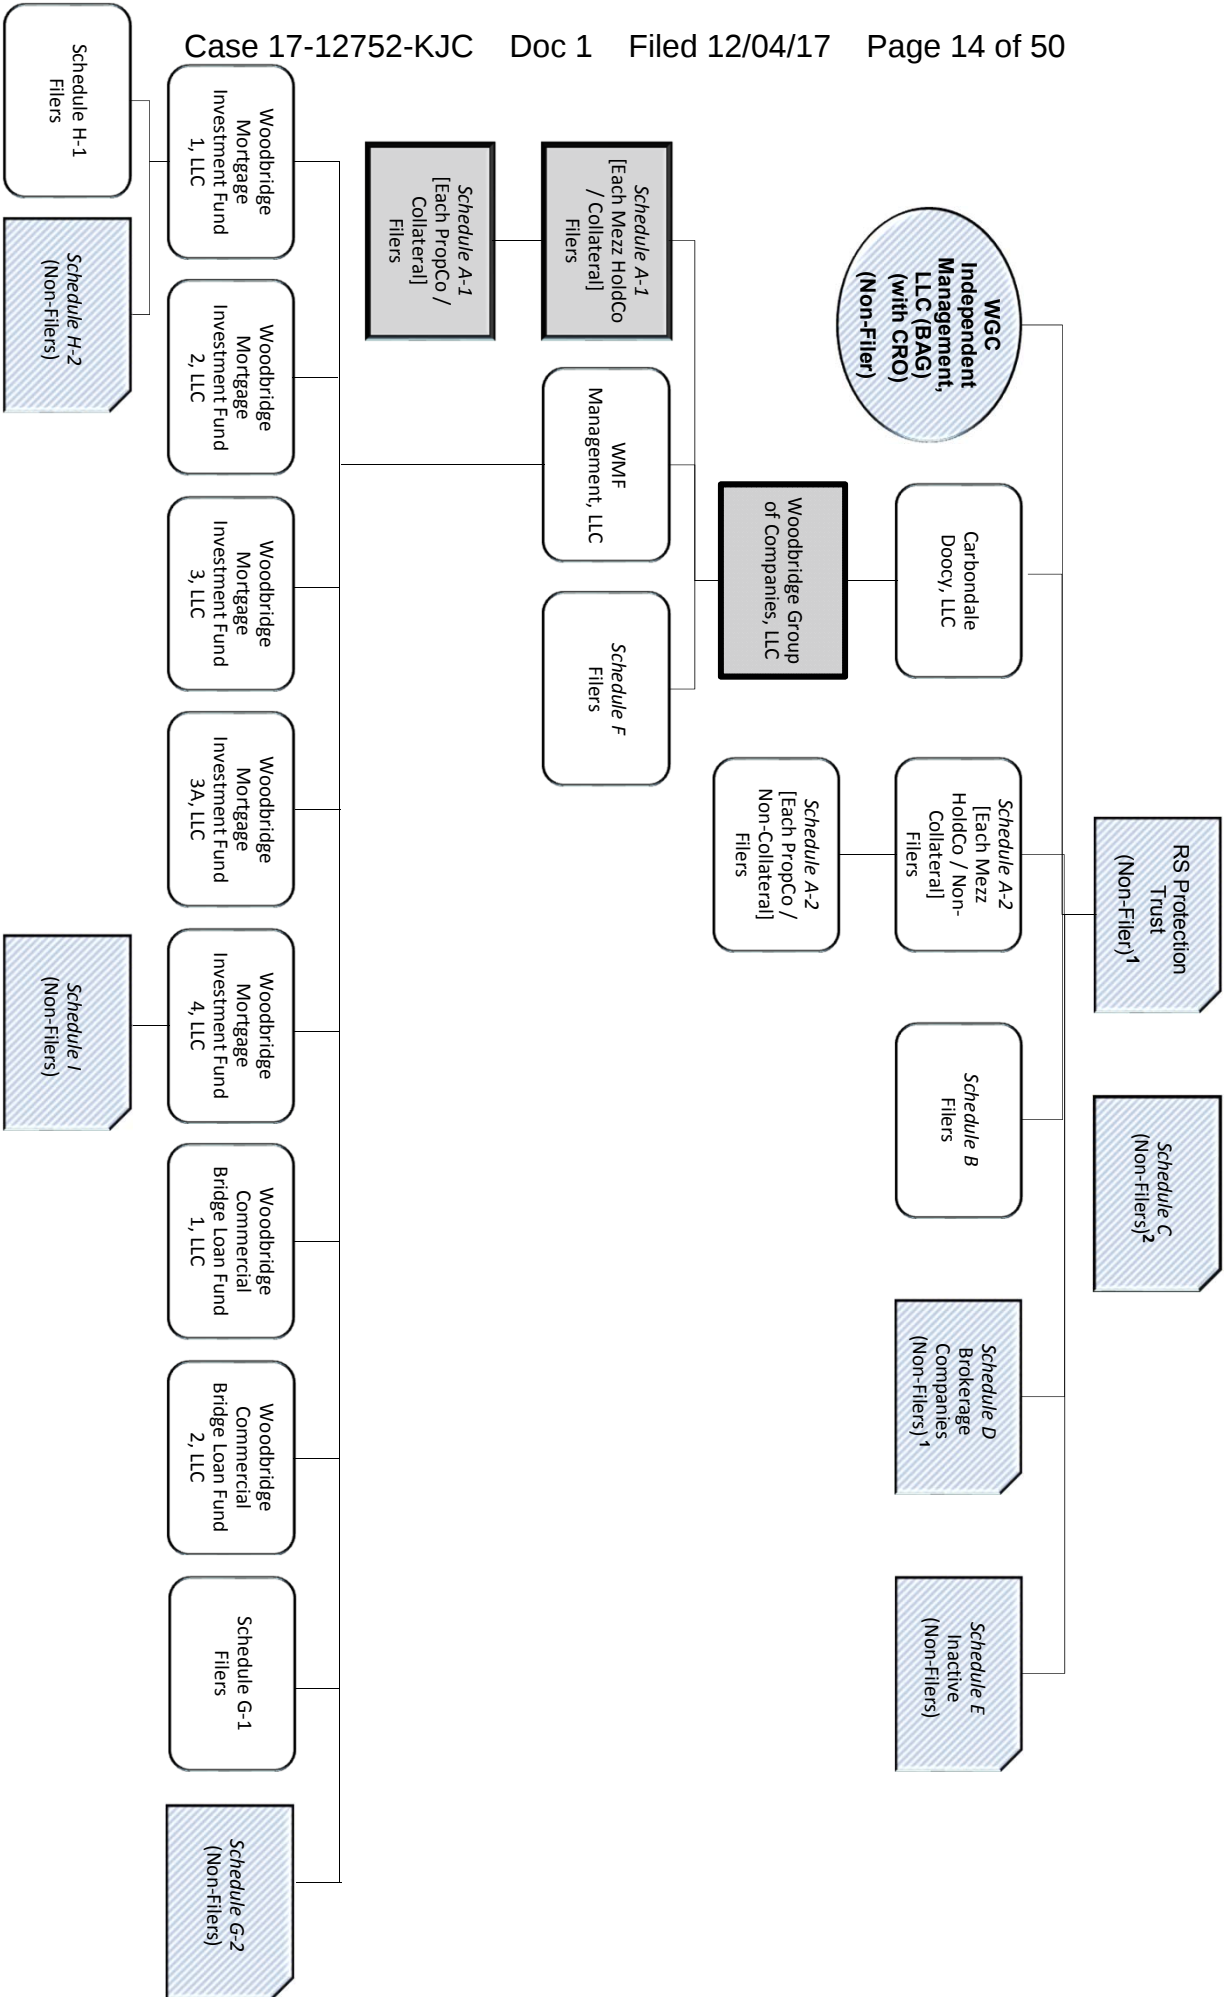 Case 17-12752-KJC Doc 1 Filed 12/04/17 Page 14 of 50
RS Protection
Trust
(Non-Filer)1
Schedule C
(Non-Filers)2
WGC
Independent
Management,
LLC (BAG)
(with CRO)
(Non-Filer)
Carbondale
Doocy, LLC
Schedule A-2
[Each Mezz
HoldCo / Non-
Collateral]
Filers
Schedule B
Filers
Schedule D
Brokerage
Companies
(Non-Filers)1
Schedule E
Inactive
(Non-Filers)
Woodbridge Group
of Companies, LLC
Schedule A-2
[Each PropCo /
Non-Collateral]
Filers
Schedule A-1
[Each Mezz HoldCo
/ Collateral]
Filers
WMF
Management, LLC
Schedule F
Filers
Schedule A-1
[Each PropCo /
Collateral]
Filers
Woodbridge
Mortgage
Investment Fund
1, LLC
Woodbridge
Mortgage
Investment Fund
2, LLC
Woodbridge
Mortgage
Investment Fund
3, LLC
Woodbridge
Mortgage
Investment Fund
3A, LLC
Woodbridge
Mortgage
Investment Fund
4, LLC
Woodbridge
Commercial
Bridge Loan Fund
1, LLC
Woodbridge
Commercial
Bridge Loan Fund
2, LLC
Schedule G-1
Filers
Schedule G-2
(Non-Filers)
Schedule H-1
Filers
Schedule H-2
(Non-Filers)
Schedule I
(Non-Filers)